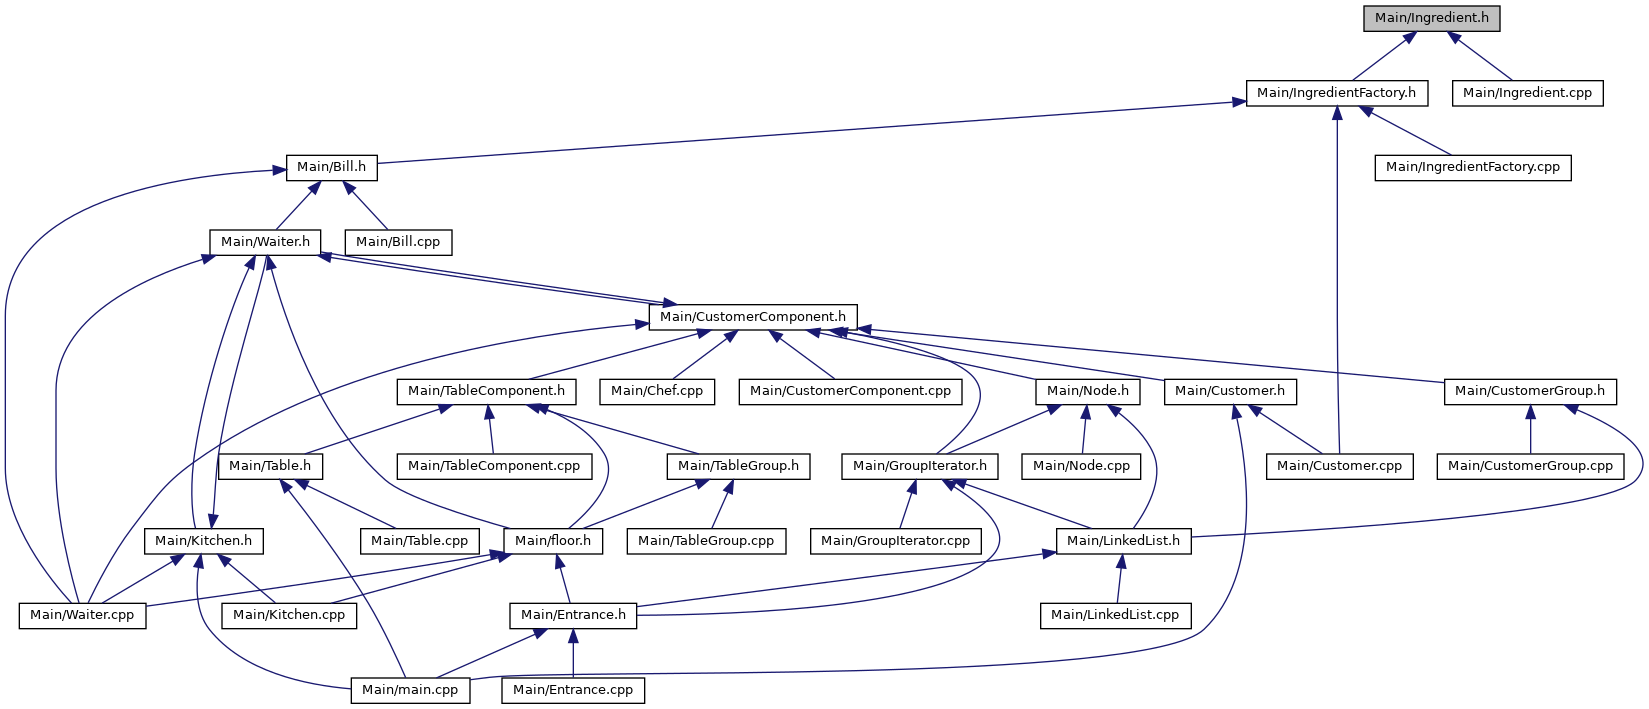 Main/Ingredient.h
Main/IngredientFactory.h
Main/Ingredient.cpp
Main/Bill.h
Main/IngredientFactory.cpp
Main/Waiter.h
Main/Bill.cpp
Main/CustomerComponent.h
Main/TableComponent.h
Main/Chef.cpp
Main/CustomerComponent.cpp
Main/Node.h
Main/Customer.h
Main/CustomerGroup.h
Main/Table.h
Main/TableComponent.cpp
Main/TableGroup.h
Main/GroupIterator.h
Main/Node.cpp
Main/Customer.cpp
Main/CustomerGroup.cpp
Main/Kitchen.h
Main/Table.cpp
Main/floor.h
Main/TableGroup.cpp
Main/GroupIterator.cpp
Main/LinkedList.h
Main/Waiter.cpp
Main/Kitchen.cpp
Main/Entrance.h
Main/LinkedList.cpp
Main/main.cpp
Main/Entrance.cpp